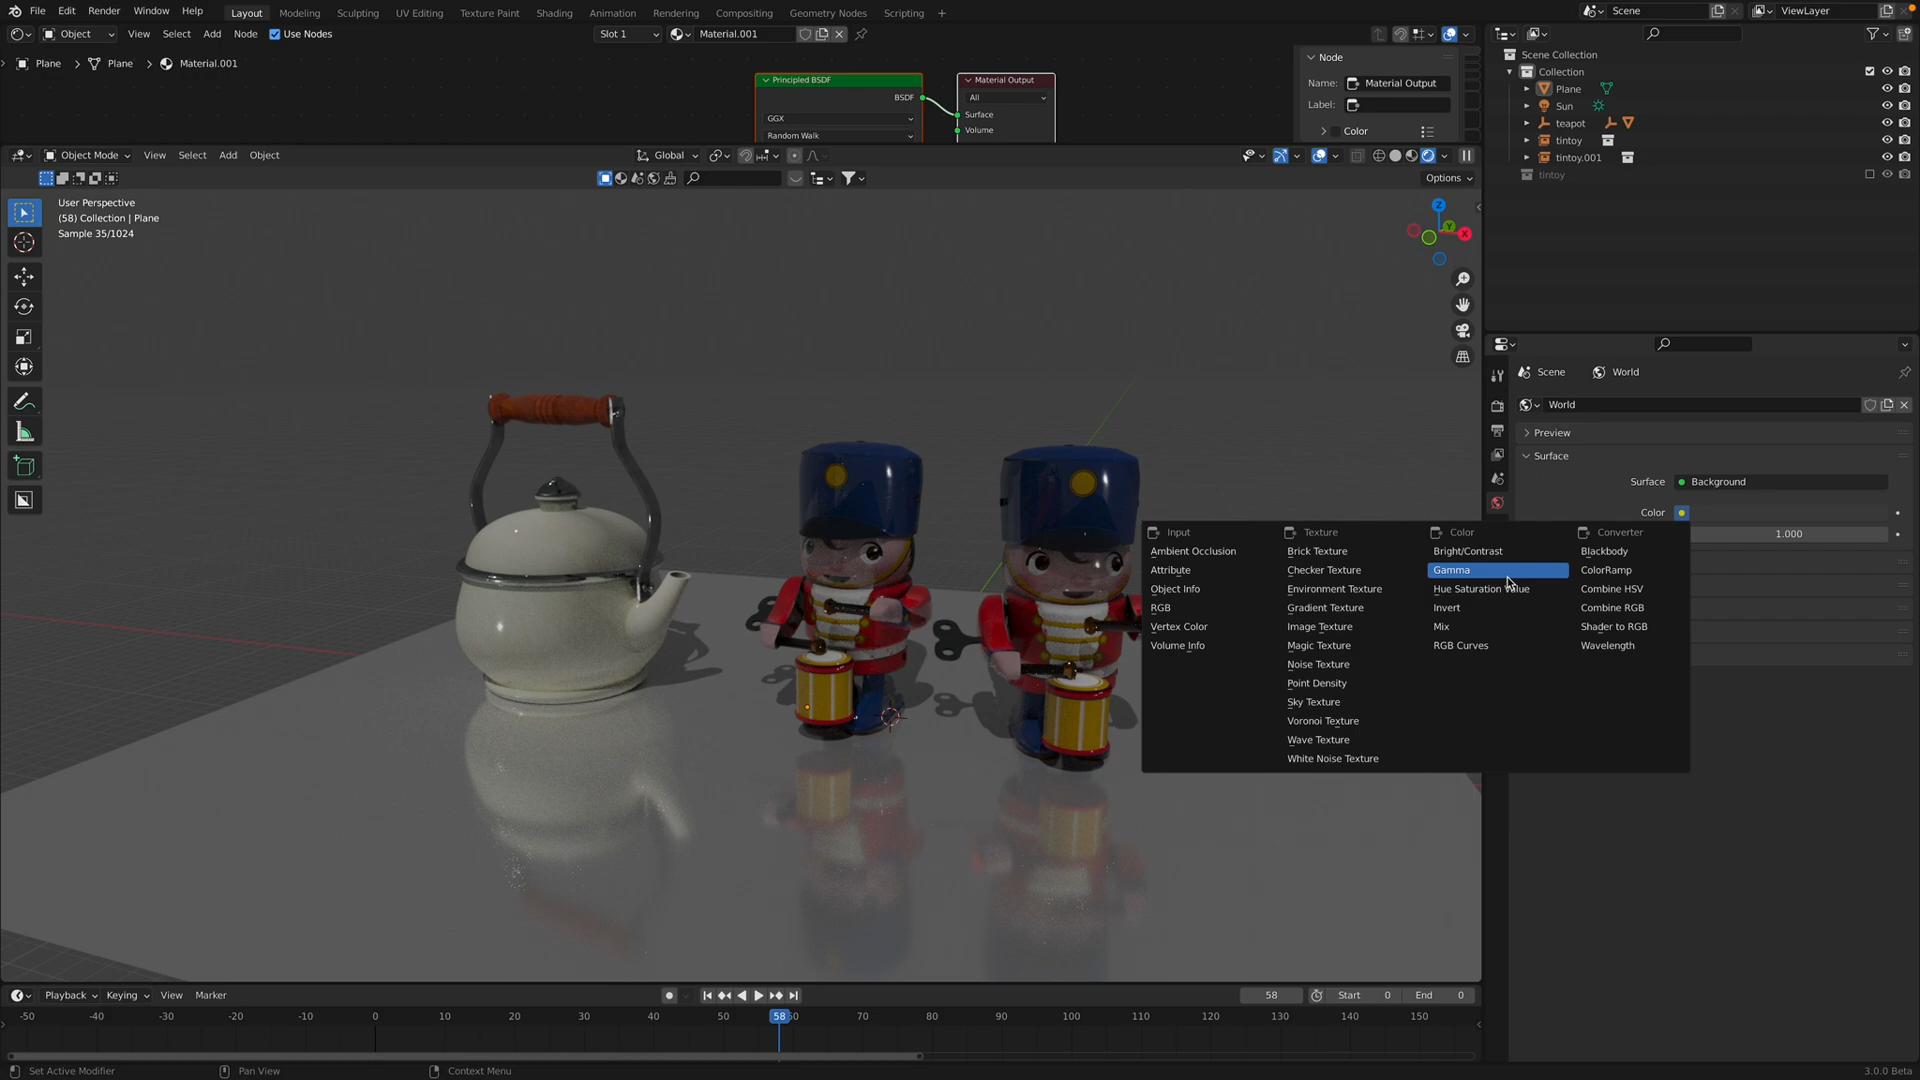 File Edit Render Window Help Layout Modeling Sculpting UV Editing Texture Paint Shading Animation Rendering Compositing Geometry Nodes Scripting + Scene ViewLayer
Object View Select Add Node Use Nodes Slot 1 Material.001
Plane Plane Material.001
Principled BSDF
BSDF
GGX
Random Walk
Material Output
All
Surface
Volume
Node
Name: Material Output
Label:
Color
Scene Collection
Collection
Plane
Sun
teapot
tintoy
tintoy.001
tintoy
Object Mode View Select Add Object Global
Options
User Perspective
(58) Collection | Plane
Sample 35/1024
Z
Y
X
Scene World
World
Preview
Surface
Surface Background
Color
1.000
Input
Ambient Occlusion
Attribute
Object Info
RGB
Vertex Color
Volume Info
Texture
Brick Texture
Checker Texture
Environment Texture
Gradient Texture
Image Texture
Magic Texture
Noise Texture
Point Density
Sky Texture
Voronoi Texture
Wave Texture
White Noise Texture
Color
Bright/Contrast
Gamma
Hue Saturation Value
Invert
Mix
RGB Curves
Converter
Blackbody
ColorRamp
Combine HSV
Combine RGB
Shader to RGB
Wavelength
Playback Keying View Marker 58 Start 0 End 0
-50 -40 -30 -20 -10 0 10 20 30 40 50 58 60 70 80 90 100 110 120 130 140 150
Set Active Modifier Pan View Context Menu 3.0.0 Beta